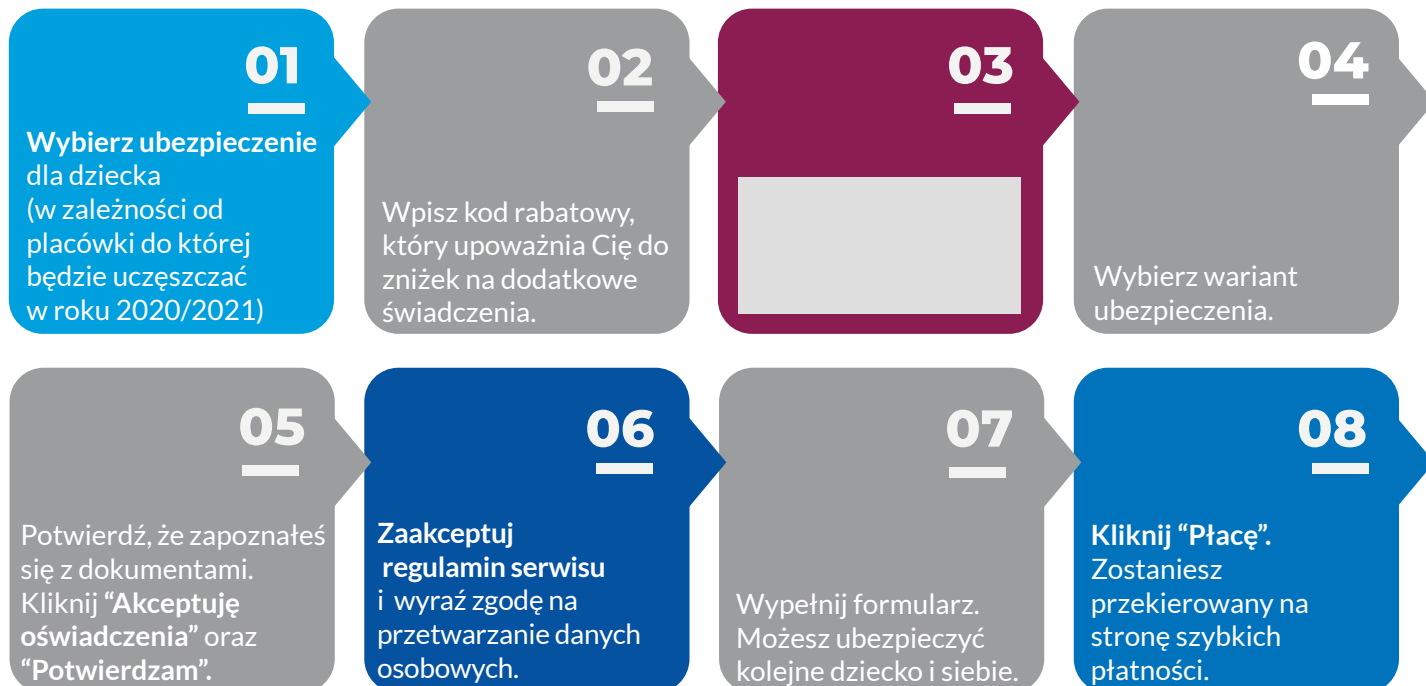 01
Wybierz ubezpieczenie
dla dziecka
(w zależności od
placówki do której
będzie uczęszczać
w roku 2020/2021)
02
Wpisz kod rabatowy,
który upoważnia Cię do
zniżek na dodatkowe
świadczenia.
03
04
Wybierz wariant
ubezpieczenia.
05
Potwierdź, że zapoznałeś
się z dokumentami.
Kliknij “Akceptuję
oświadczenia” oraz
“Potwierdzam”.
06
Zaakceptuj
regulamin serwisu
i wyraź zgodę na
przetwarzanie danych
osobowych.
07
Wypełnij formularz.
Możesz ubezpieczyć
kolejne dziecko i siebie.
08
Kliknij “Płacę”.
Zostaniesz
przekierowany na
stronę szybkich
płatności.